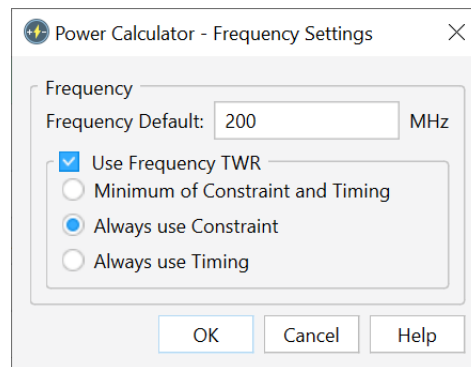 Power Calculator - Frequency Settings
Frequency
Frequency Default: 200 MHz
Use Frequency TWR
Minimum of Constraint and Timing
Always use Constraint
Always use Timing
OK Cancel Help